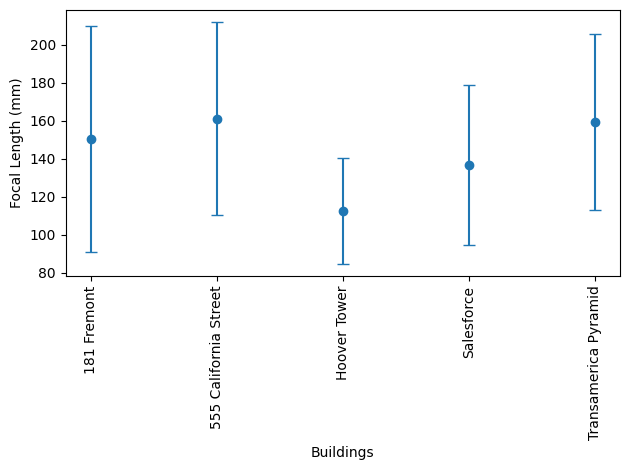 Focal Length (mm)
200
180
160
140
120
100
80
181 Fremont
555 California Street
Hoover Tower
Salesforce
Transamerica Pyramid
Buildings